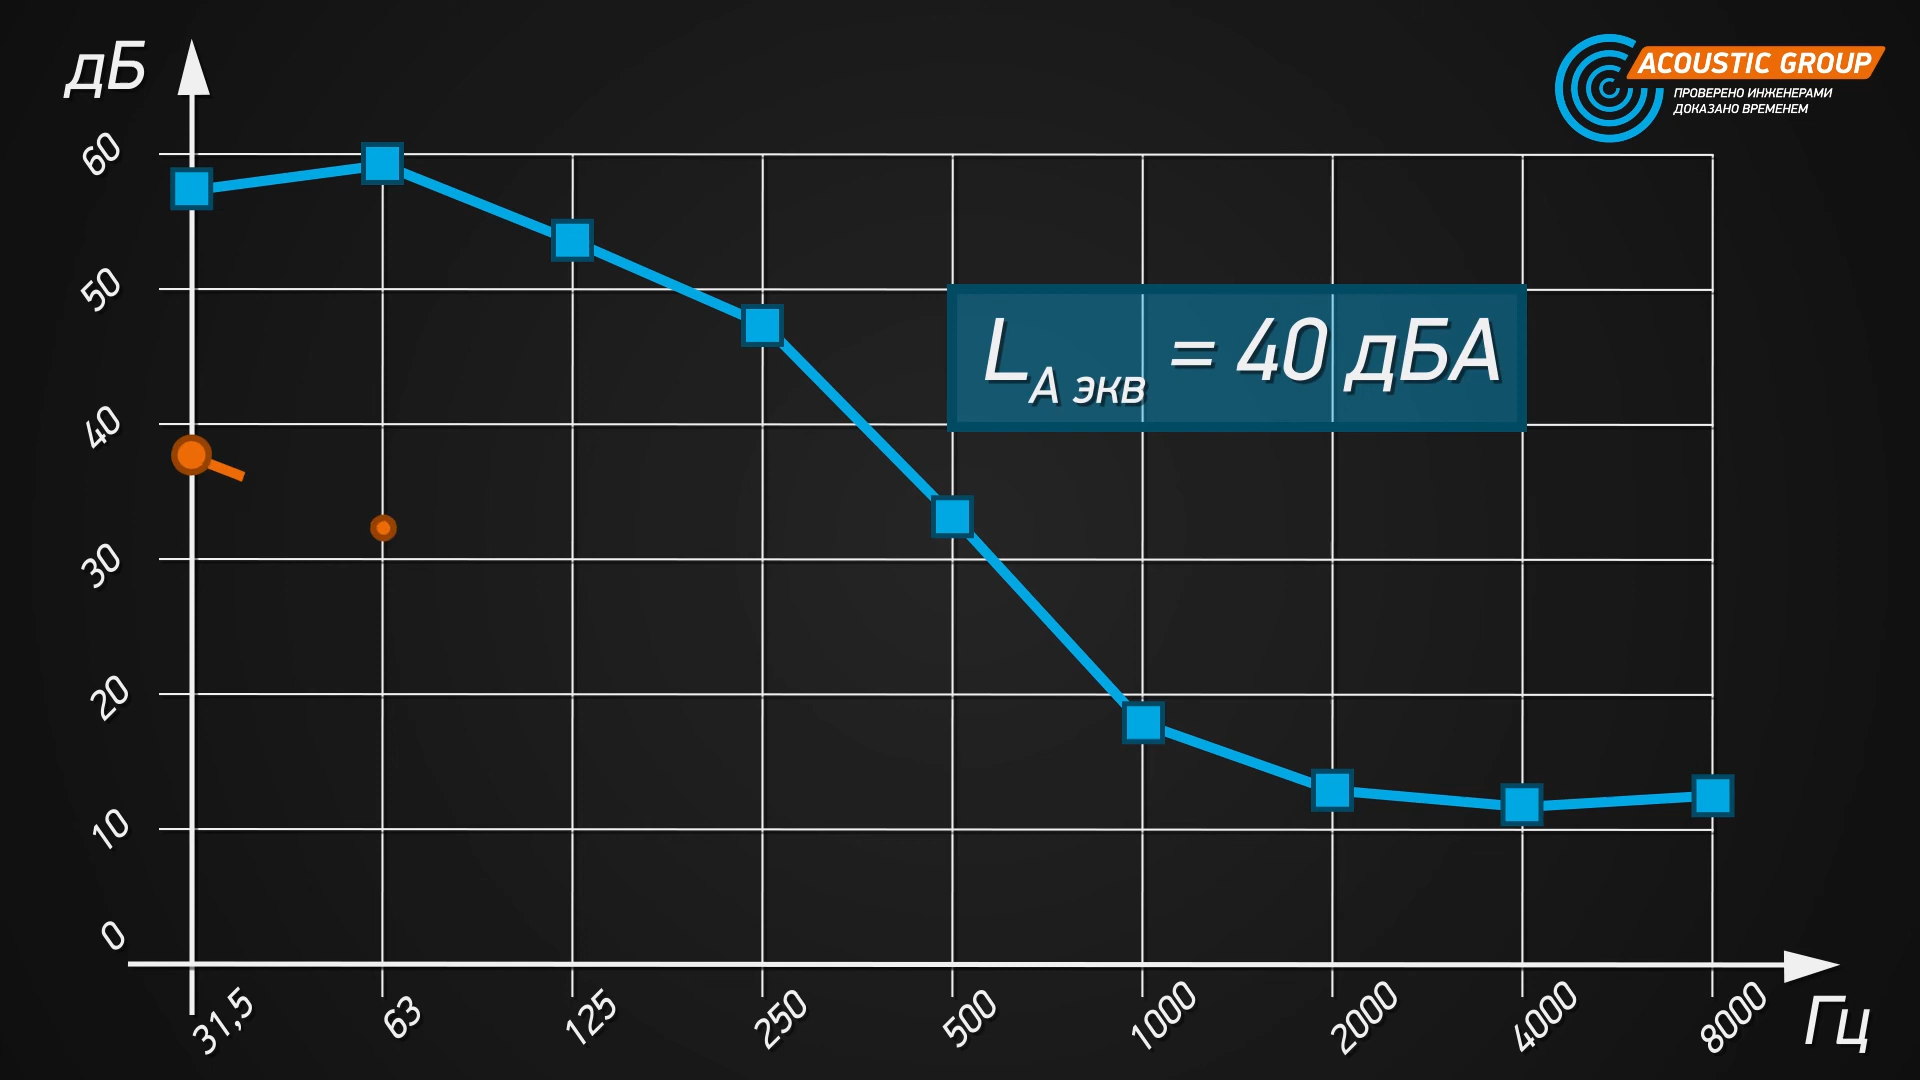 дБ
ACOUSTIC GROUP
ПРОВЕРЕНО ИНЖЕНЕРАМИ
ДОКАЗАНО ВРЕМЕНЕМ
60
50
40
30
20
10
0
L А экв = 40 дБА
31,5 63 125 250 500 1000 2000 4000 8000 Гц